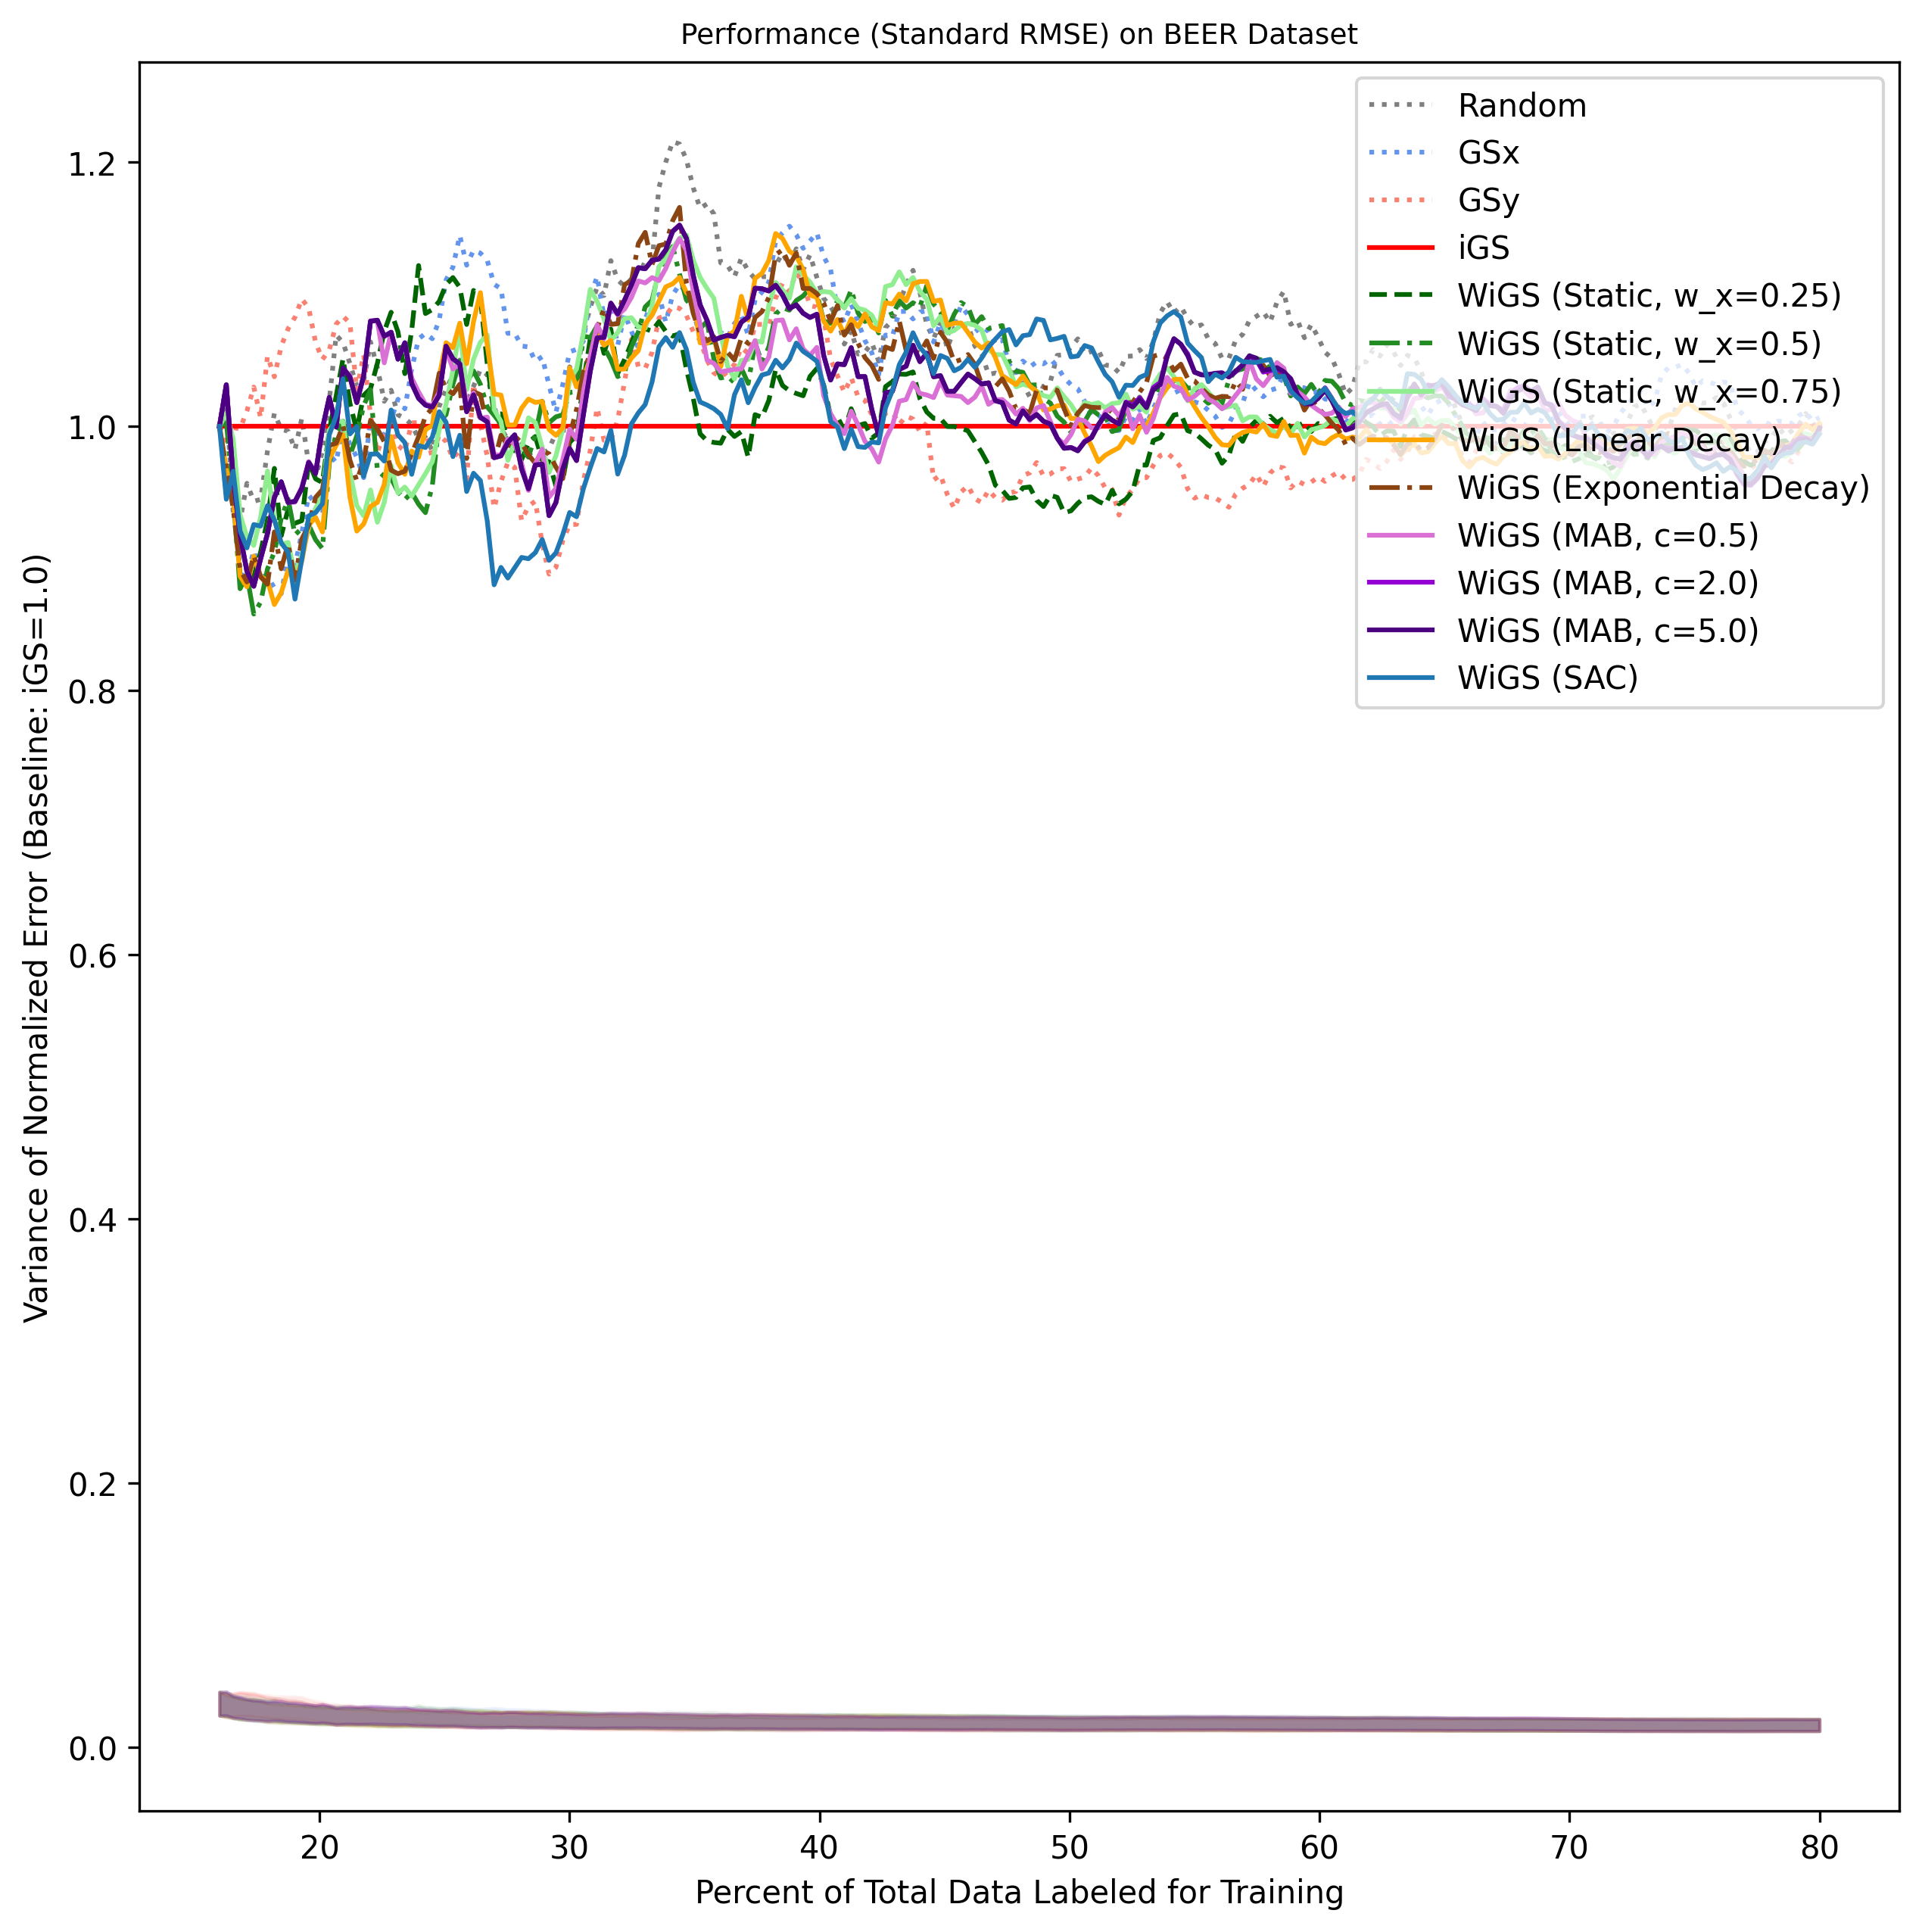 Performance (Standard RMSE) on BEER Dataset
Variance of Normalized Error (Baseline: iGS=1.0)
1.2
1.0
0.8
0.6
0.4
0.2
0.0
Random
GSx
GSy
iGS
WiGS (Static, w_x=0.25)
WiGS (Static, w_x=0.5)
WiGS (Static, w_x=0.75)
WiGS (Linear Decay)
WiGS (Exponential Decay)
WiGS (MAB, c=0.5)
WiGS (MAB, c=2.0)
WiGS (MAB, c=5.0)
WiGS (SAC)
20 30 40 50 60 70 80
Percent of Total Data Labeled for Training